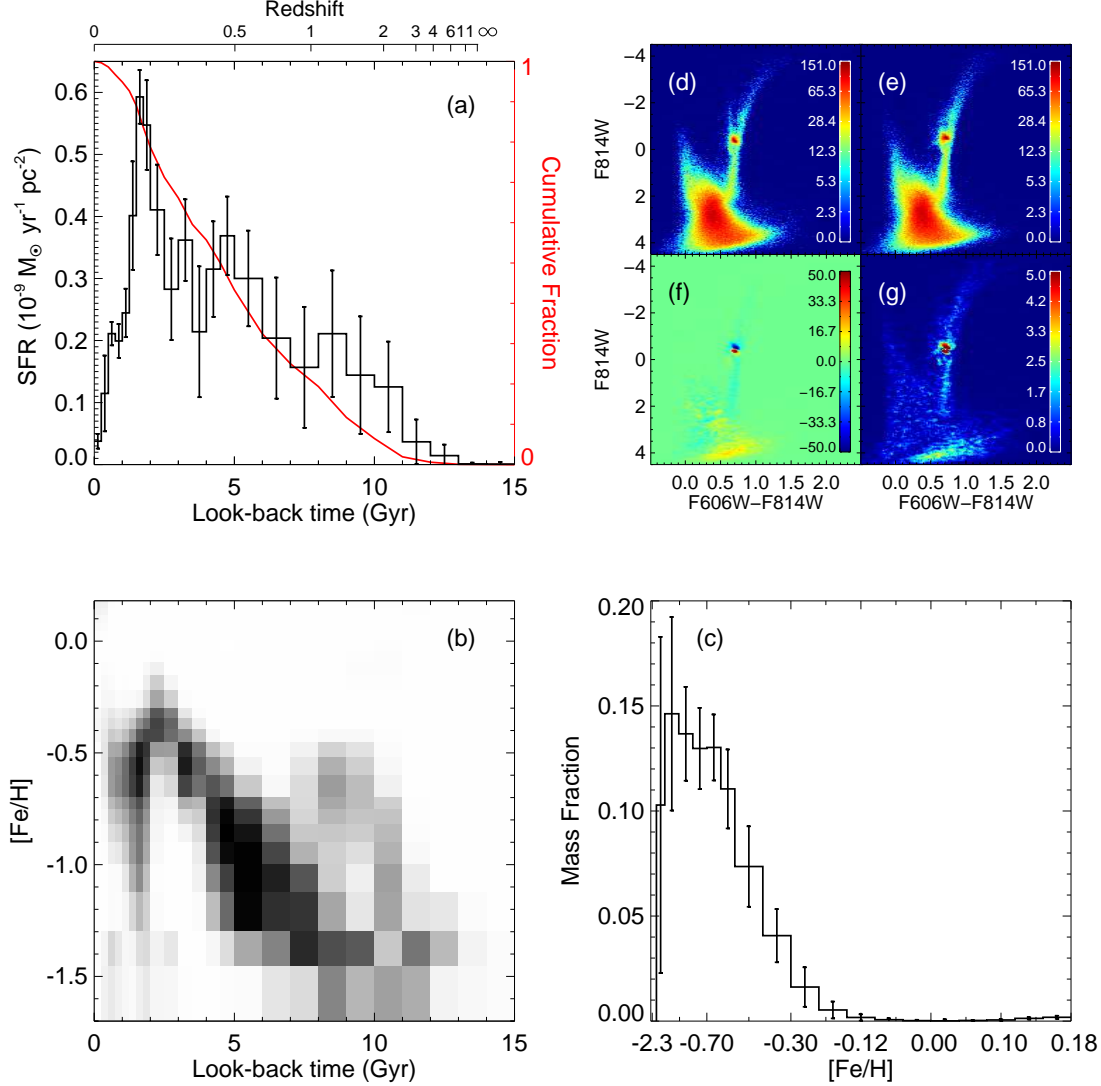 Redshift
0 0.5 1 2 3 4 6 11 ∞
(a)
SFR (10⁻⁹ M☉ yr⁻¹ pc⁻²)
0.6
0.5
0.4
0.3
0.2
0.1
0.0
1
0
Cumulative Fraction
0 5 10 15
Look-back time (Gyr)
(d)
−4
−2
0
2
4
F814W
151.0
65.3
28.4
12.3
5.3
2.3
0.0
(e)
151.0
65.3
28.4
12.3
5.3
2.3
0.0
(f)
−4
−2
0
2
4
F814W
50.0
33.3
16.7
0.0
−16.7
−33.3
−50.0
(g)
5.0
4.2
3.3
2.5
1.7
0.8
0.0
0.0 0.5 1.0 1.5 2.0
F606W−F814W
0.0 0.5 1.0 1.5 2.0
F606W−F814W
(b)
[Fe/H]
0.0
-0.5
-1.0
-1.5
0 5 10 15
Look-back time (Gyr)
(c)
Mass Fraction
0.20
0.15
0.10
0.05
0.00
-2.3 -0.70 -0.30 -0.12 0.00 0.18
[Fe/H]